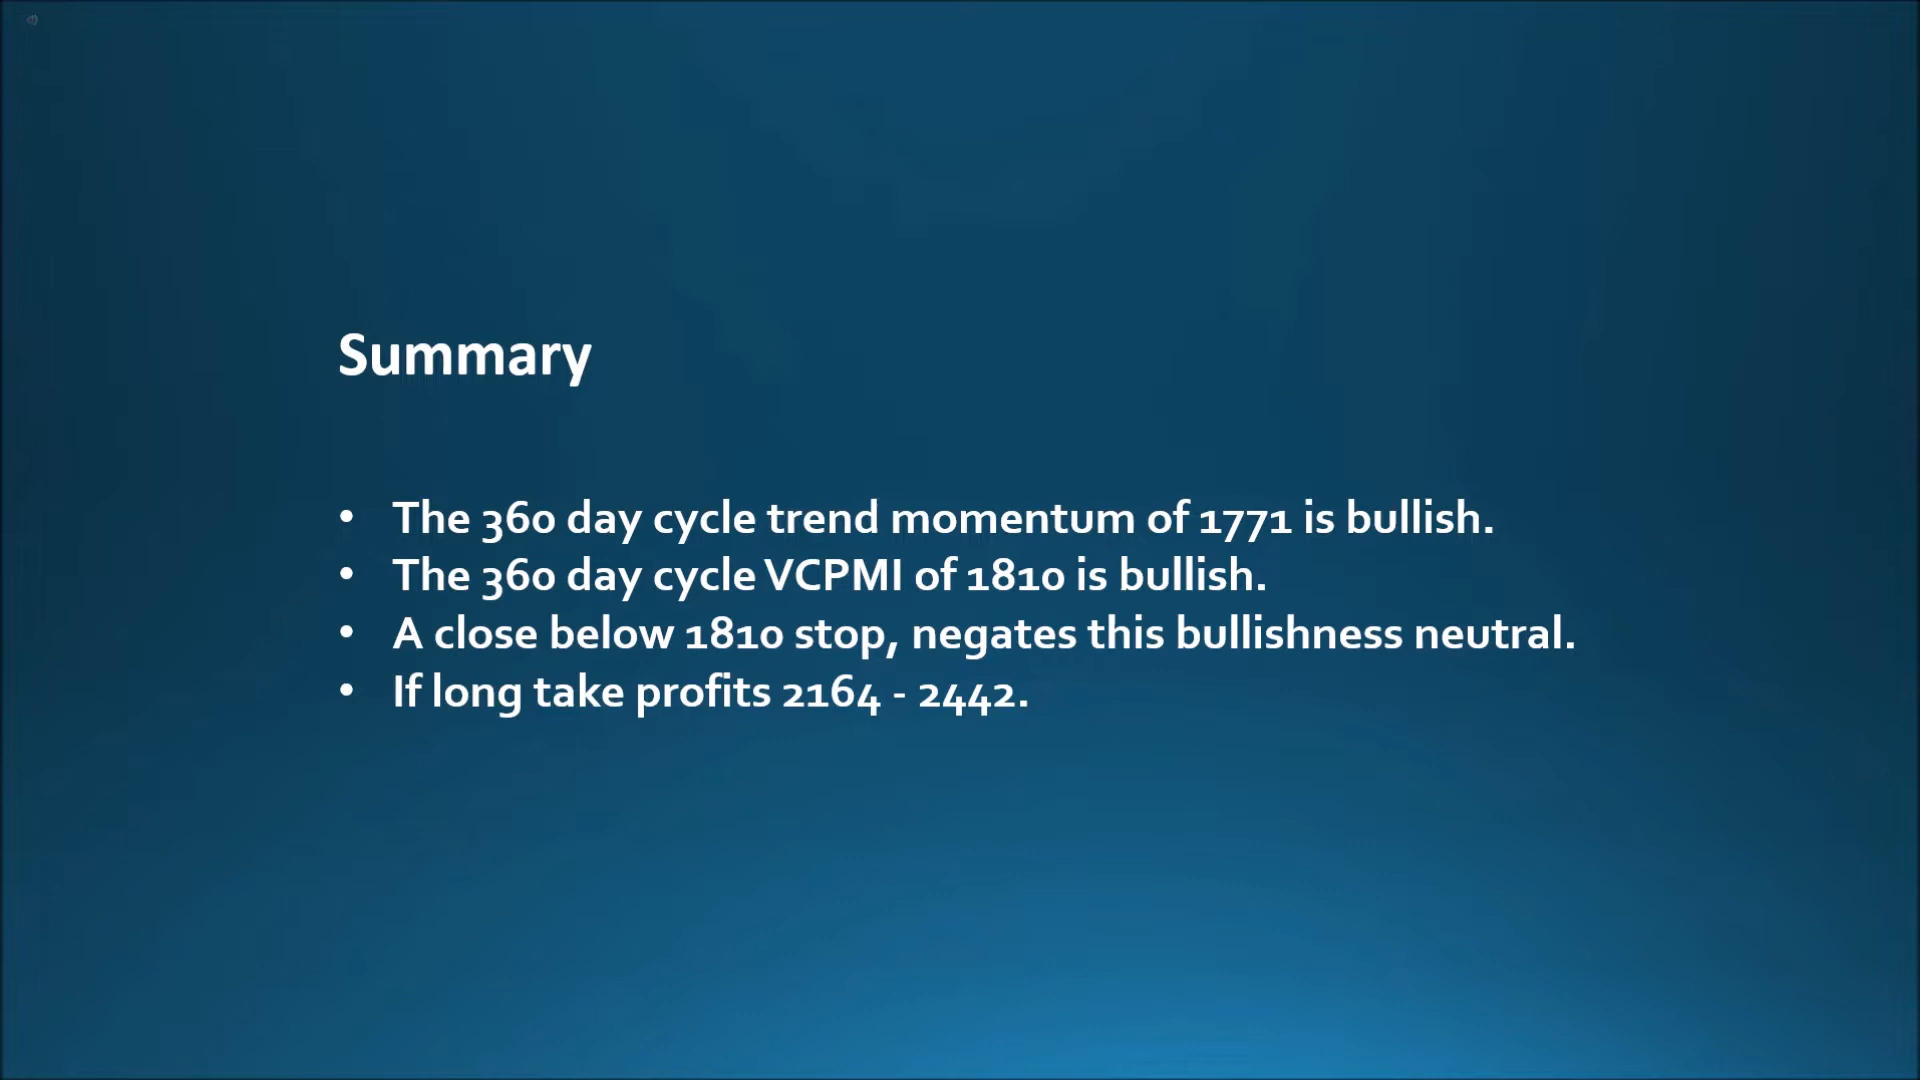 Summary
• The 360 day cycle trend momentum of 1771 is bullish.
• The 360 day cycle VCPMI of 1810 is bullish.
• A close below 1810 stop, negates this bullishness neutral.
• If long take profits 2164 - 2442.